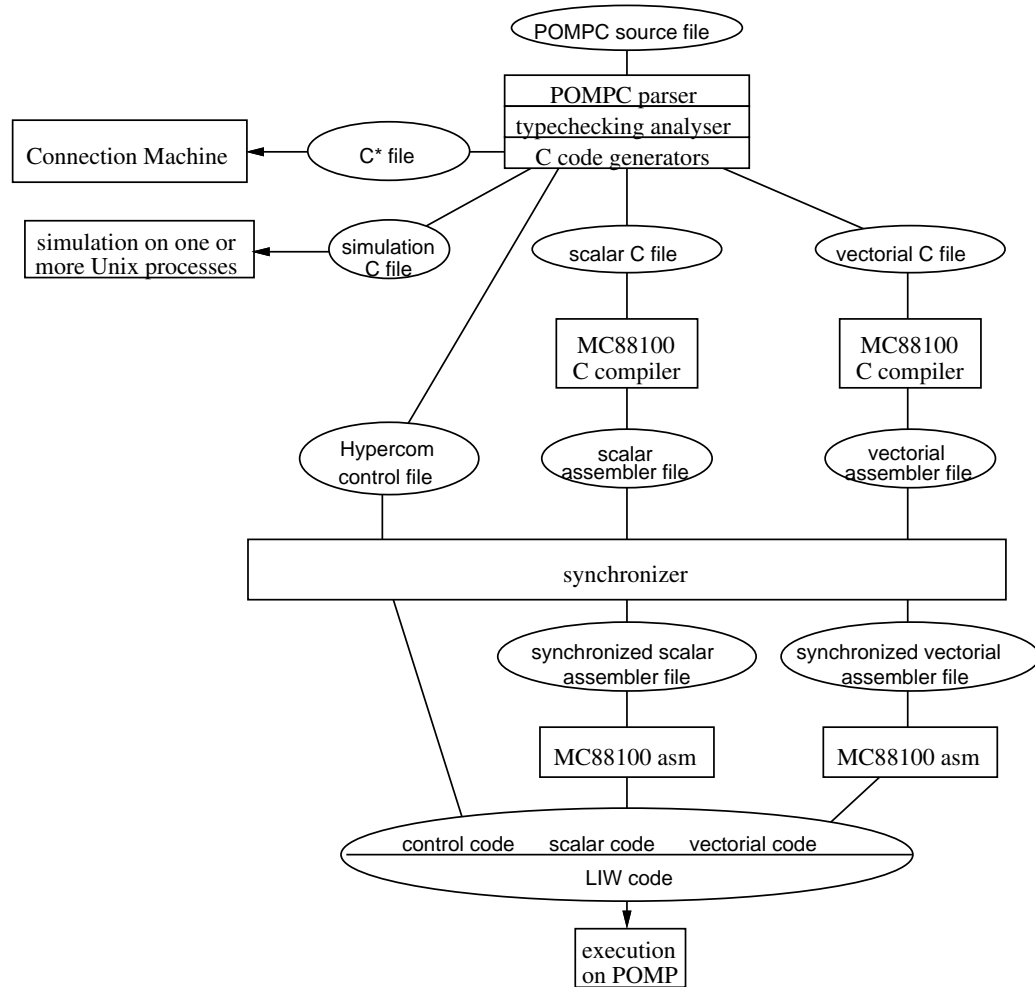 POMPC source file
POMPC parser
typechecking analyser
C code generators
Connection Machine
C* file
simulation on one or
more Unix processes
simulation
C file
scalar C file
vectorial C file
MC88100
C compiler
MC88100
C compiler
Hypercom
control file
scalar
assembler file
vectorial
assembler file
synchronizer
synchronized scalar
assembler file
synchronized vectorial
assembler file
MC88100 asm
MC88100 asm
control code
scalar code
vectorial code
LIW code
execution
on POMP